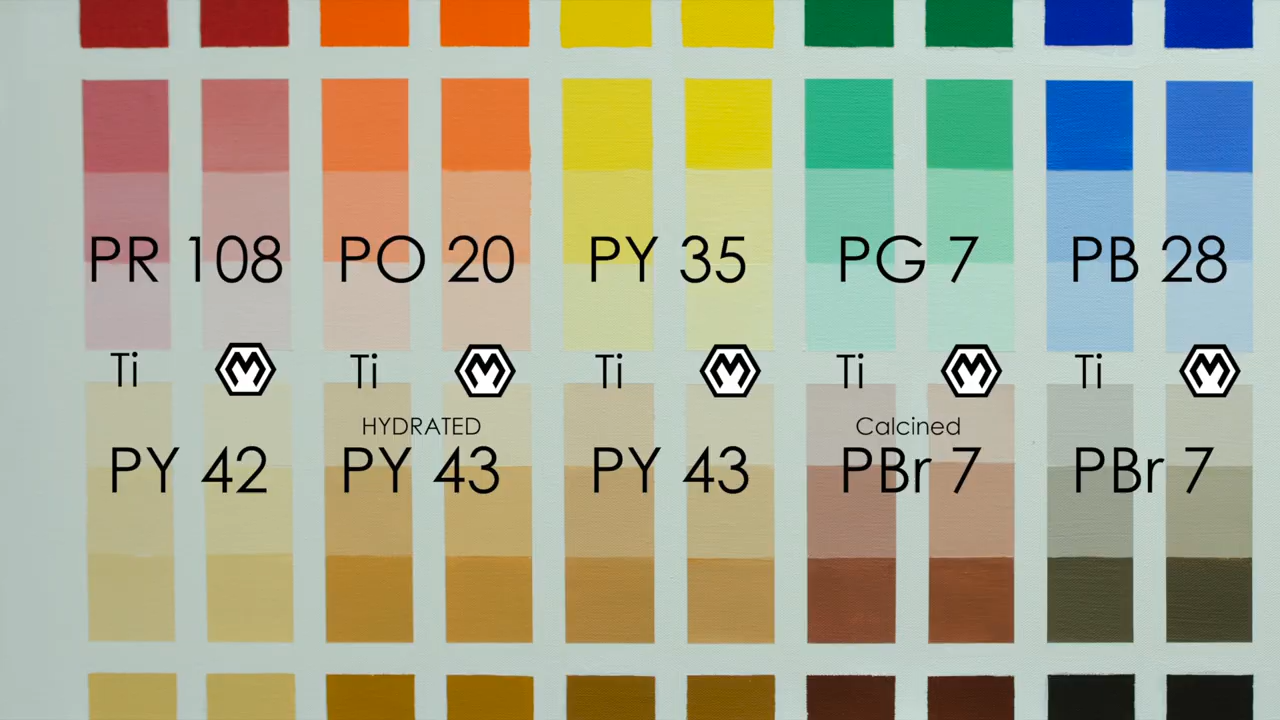 PR 108 PO 20 PY 35 PG 7 PB 28
Ti Ti Ti Ti Ti
HYDRATED Calcined
PY 42 PY 43 PY 43 PBr 7 PBr 7